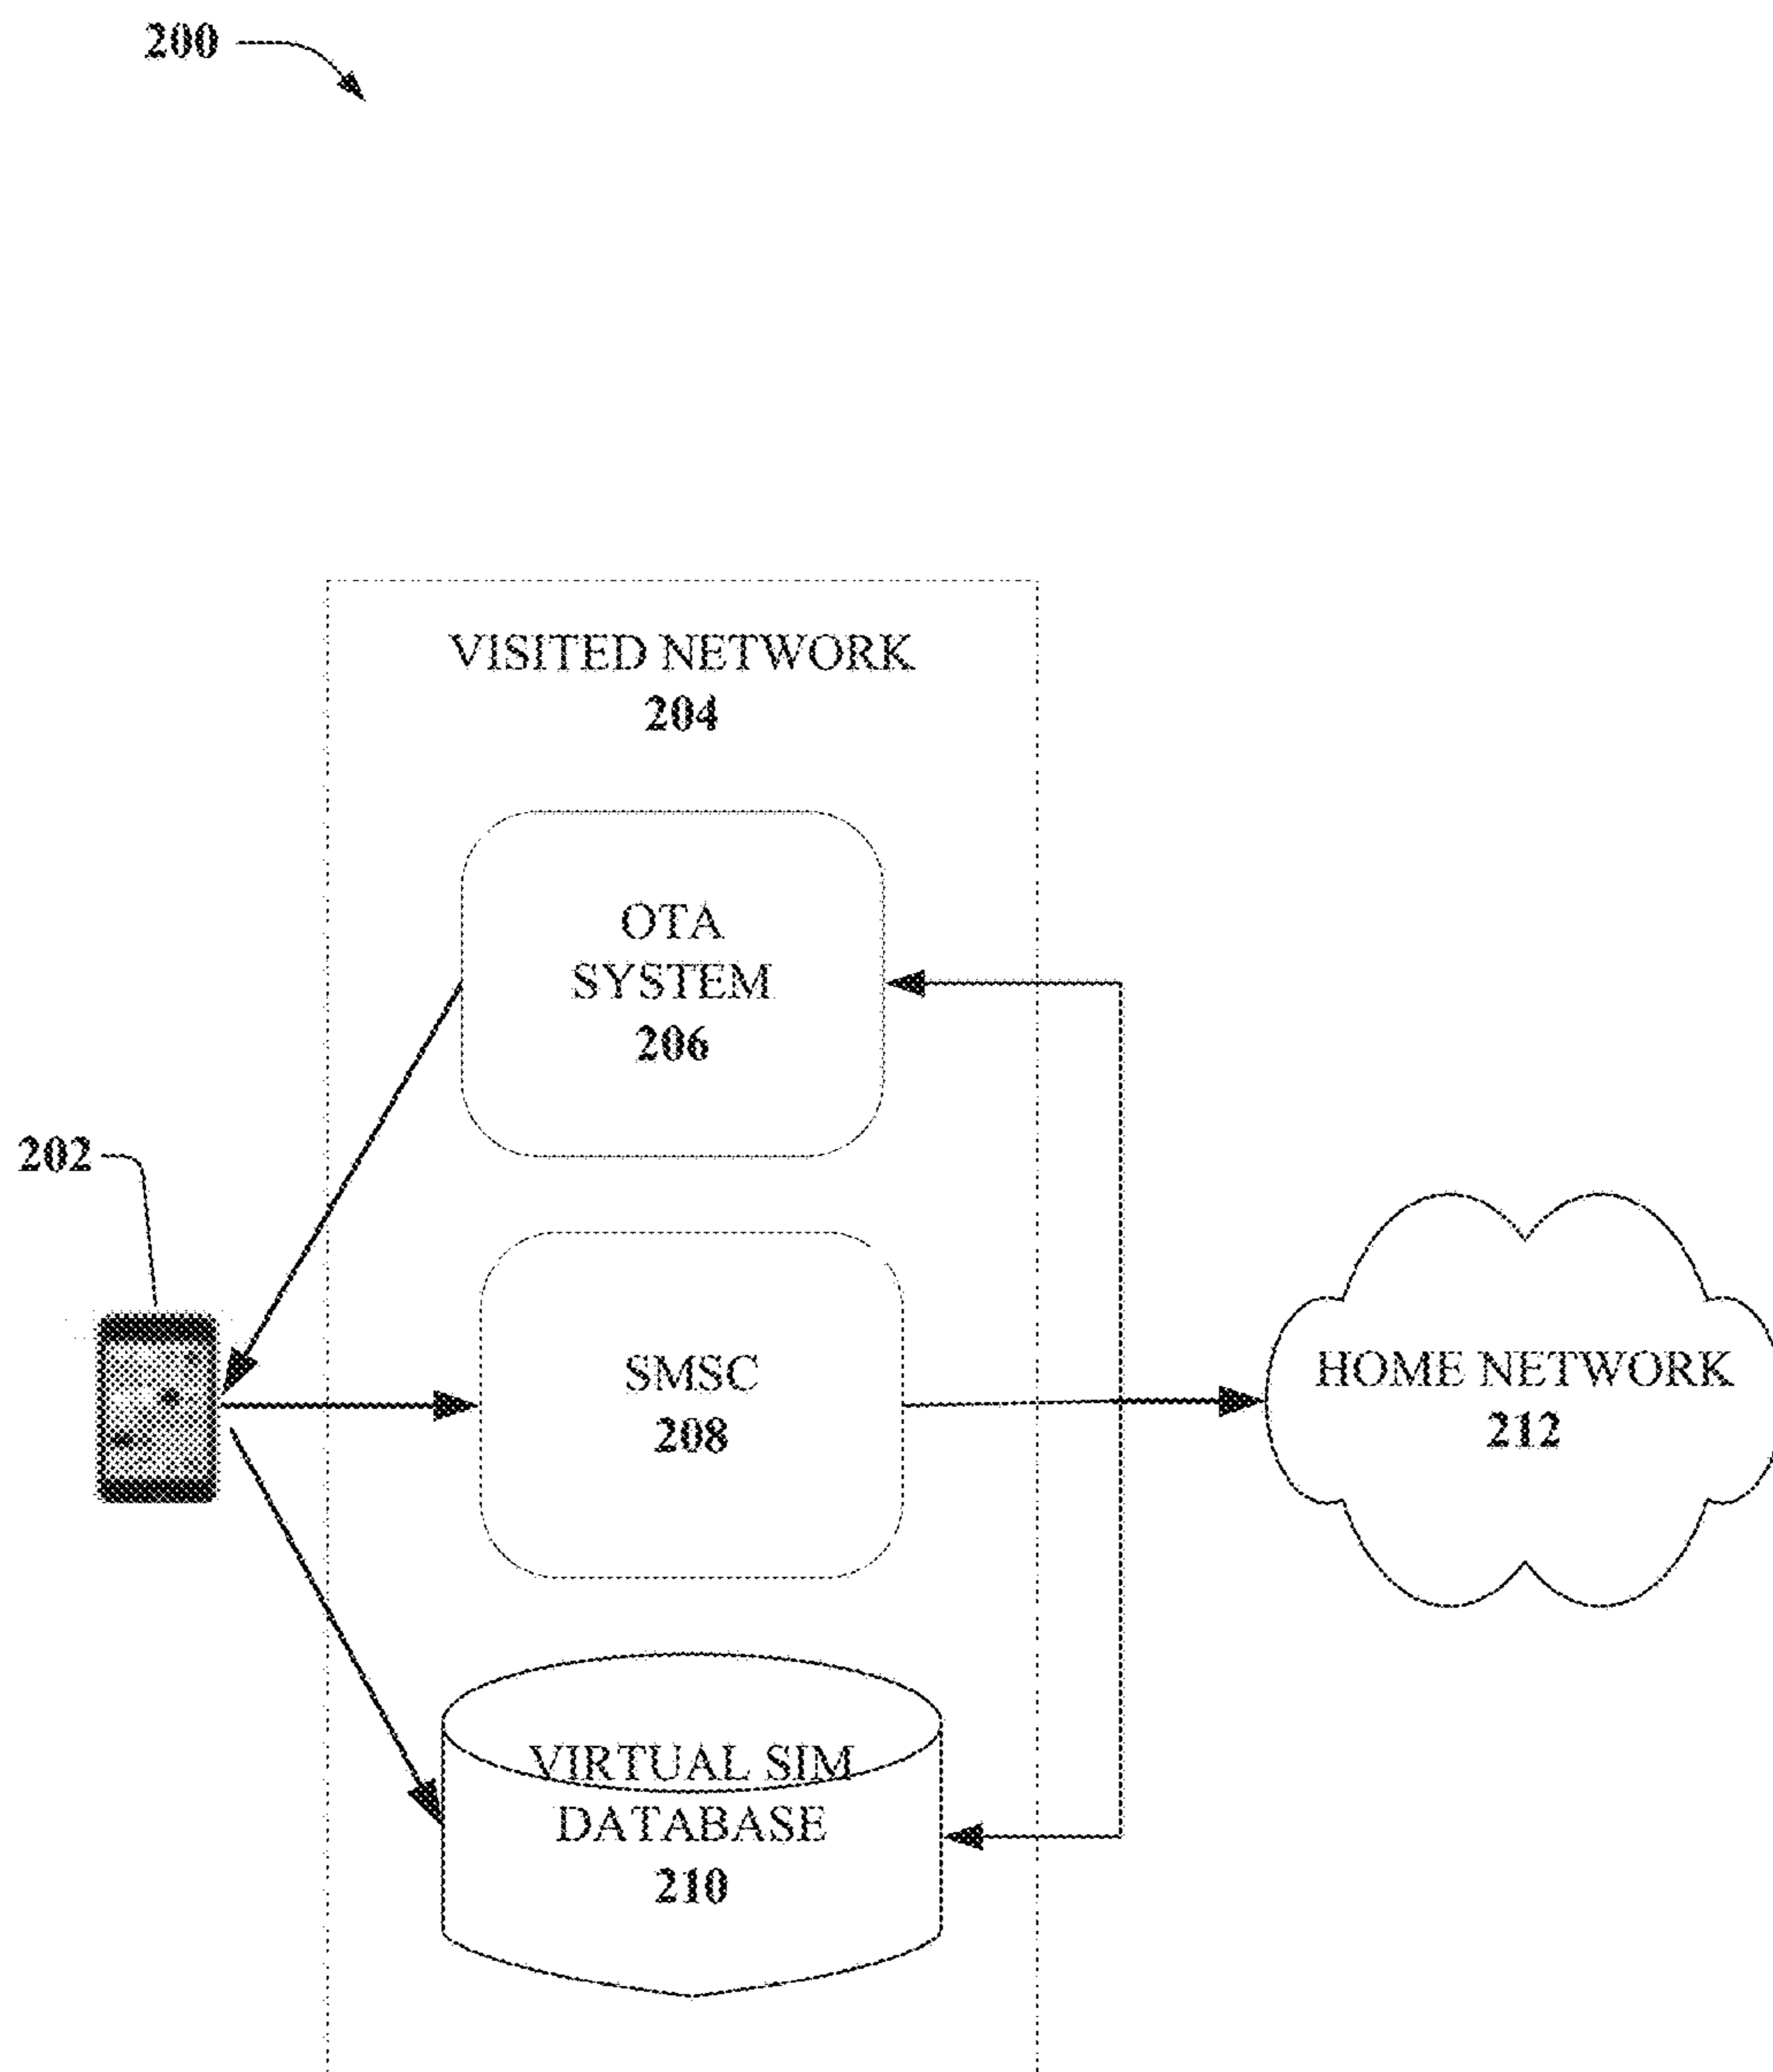 200
VISITED NETWORK
204
OTA
SYSTEM
206
202
SMSC
208
HOME NETWORK
212
VIRTUAL SIM
DATABASE
210